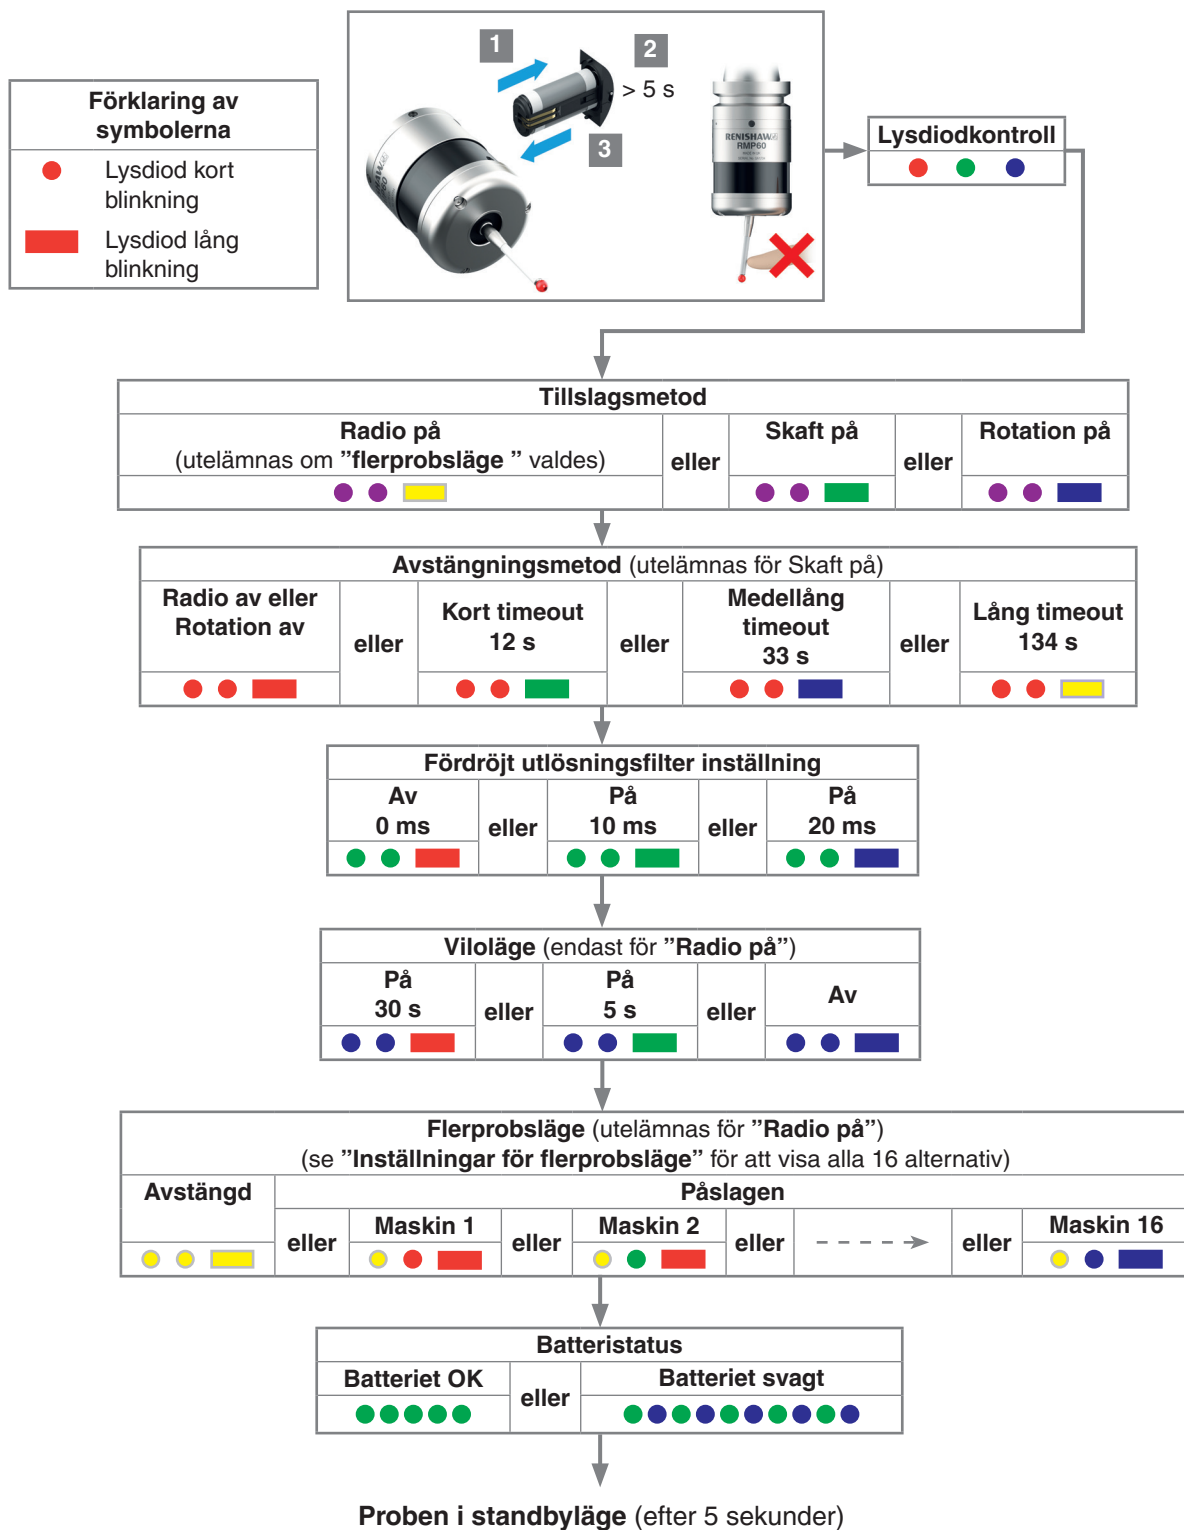 Förklaring av
symbolerna
Lysdiod kort
blinkning
Lysdiod lång
blinkning
1
2
> 5 s
3
RENISHAW
RMP60
Lysdiodkontroll
Tillslagsmetod
Radio på
(utelämnas om ”flerprobsläge ” valdes)
eller
Skaft på
eller
Rotation på
Avstängningsmetod (utelämnas för Skaft på)
Radio av eller
Rotation av
eller
Kort timeout
12 s
eller
Medellång
timeout
33 s
eller
Lång timeout
134 s
Fördröjt utlösningsfilter inställning
Av
0 ms
eller
På
10 ms
eller
På
20 ms
Viloläge (endast för ”Radio på”)
På
30 s
eller
På
5 s
eller
Av
Flerprobsläge (utelämnas för ”Radio på”)
(se ”Inställningar för flerprobsläge” för att visa alla 16 alternativ)
Avstängd
Påslagen
eller
Maskin 1
eller
Maskin 2
eller
eller
Maskin 16
Batteristatus
Batteriet OK
eller
Batteriet svagt
Proben i standbyläge (efter 5 sekunder)